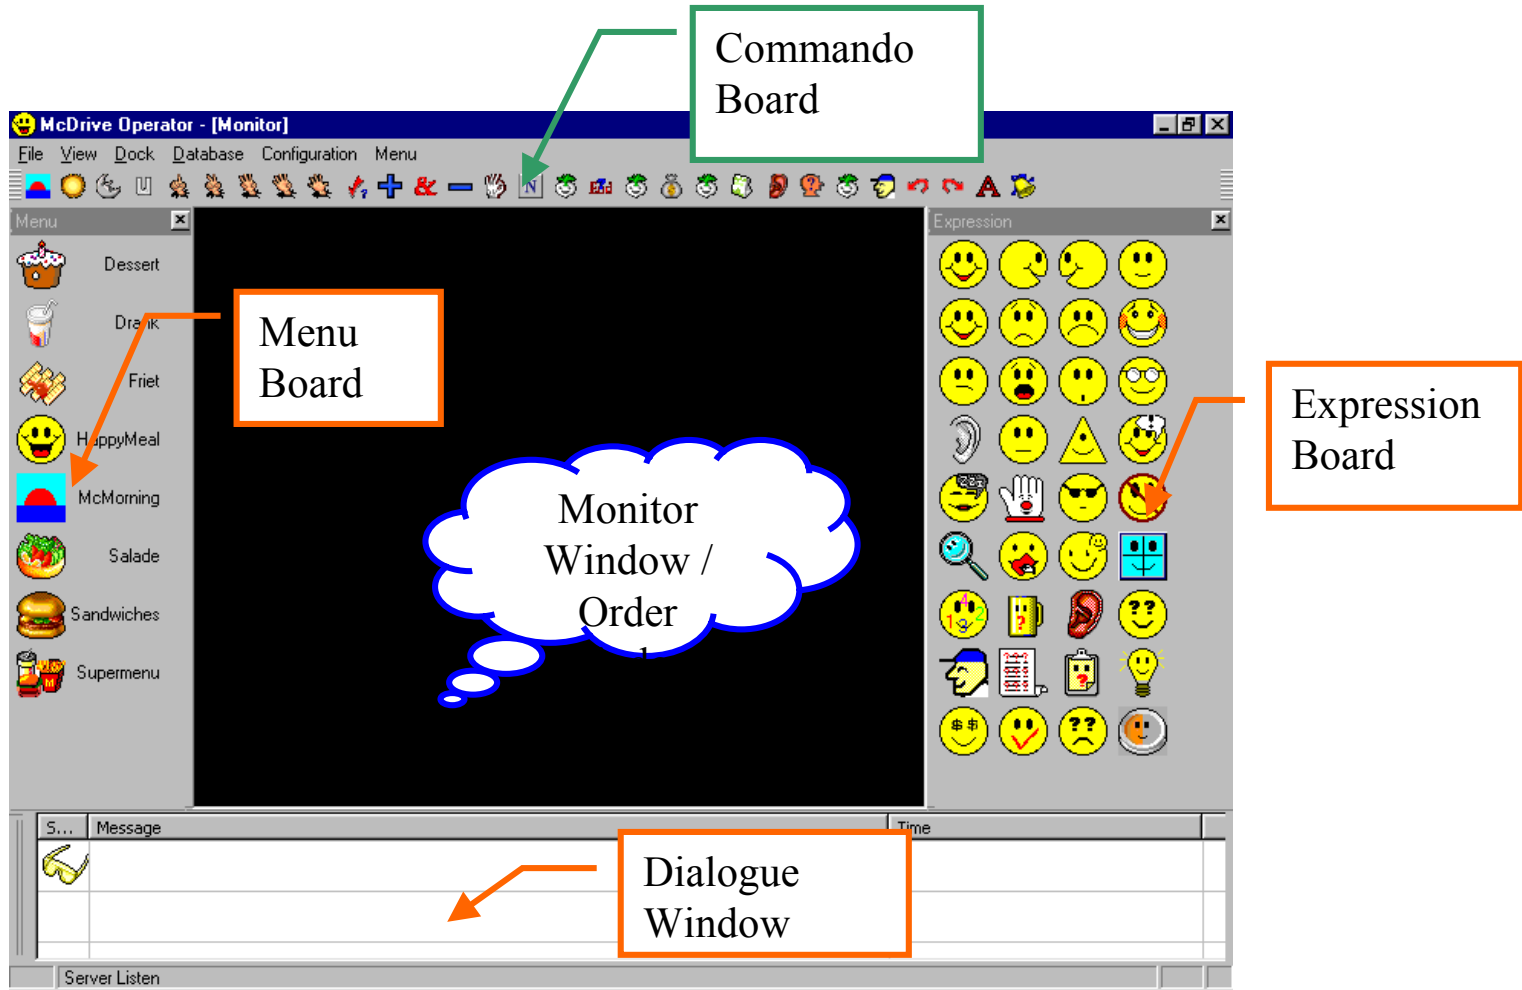 Commando
Board
McDrive Operator - [Monitor]
File View Dock Database Configuration Menu
Menu
Expression
Dessert
Drank
Friet
HappyMeal
McMorning
Salade
Sandwiches
Supermenu
Menu
Board
Expression
Board
Monitor
Window /
Order
S... Message Time
Dialogue
Window
Server Listen